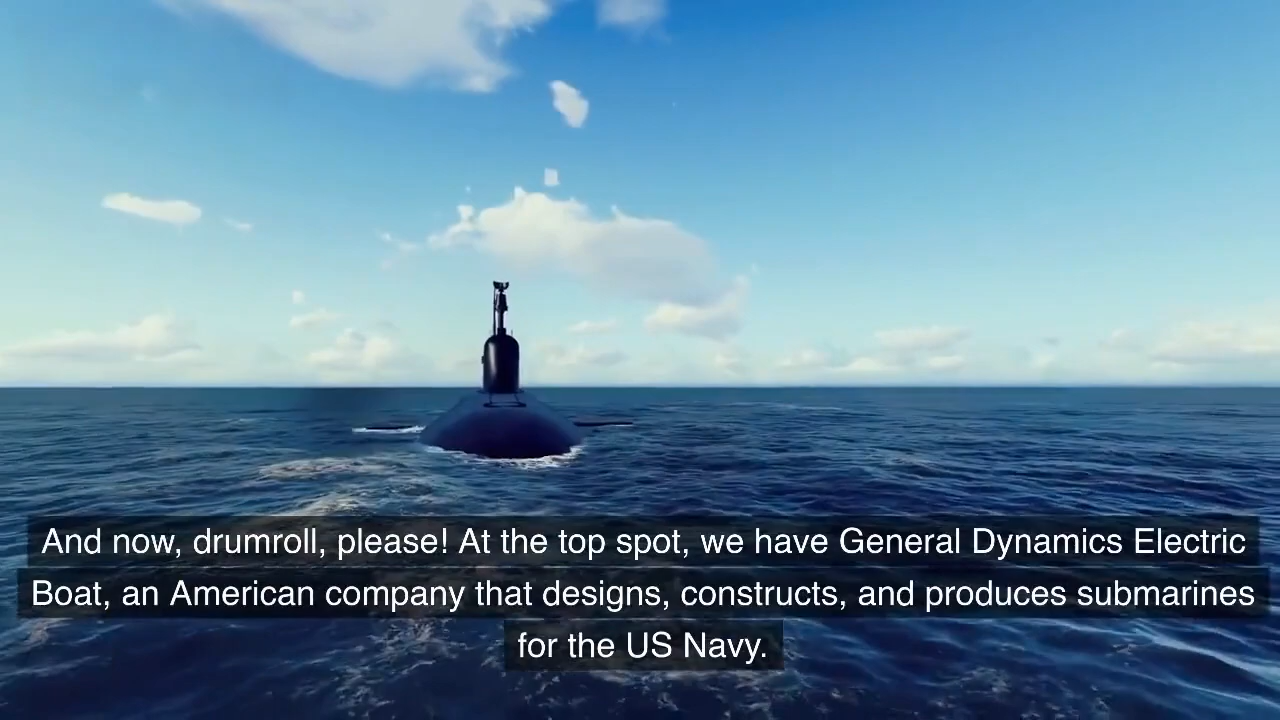 And now, drumroll, please! At the top spot, we have General Dynamics Electric
Boat, an American company that designs, constructs, and produces submarines
for the US Navy.